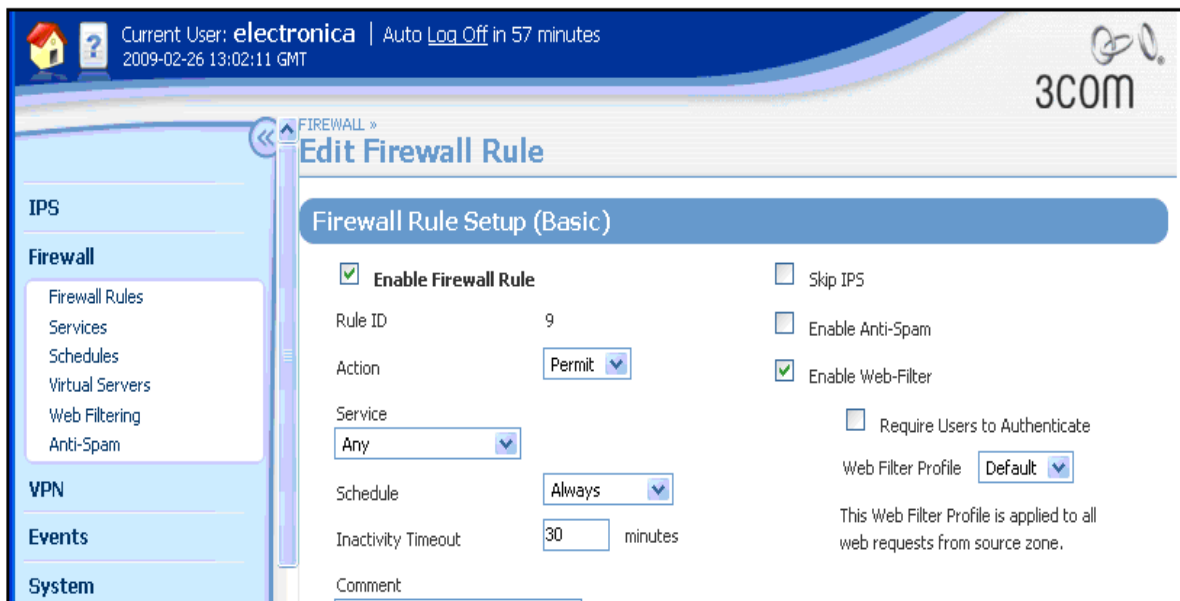 Current User: electronica | Auto Log Off in 57 minutes
2009-02-26 13:02:11 GMT
3COM
FIREWALL »
Edit Firewall Rule
IPS
Firewall
Firewall Rules
Services
Schedules
Virtual Servers
Web Filtering
Anti-Spam
VPN
Events
System
Firewall Rule Setup (Basic)
Enable Firewall Rule
Rule ID 9
Action Permit
Service
Any
Schedule Always
Inactivity Timeout 30 minutes
Comment
Skip IPS
Enable Anti-Spam
Enable Web-Filter
Require Users to Authenticate
Web Filter Profile Default
This Web Filter Profile is applied to all
web requests from source zone.